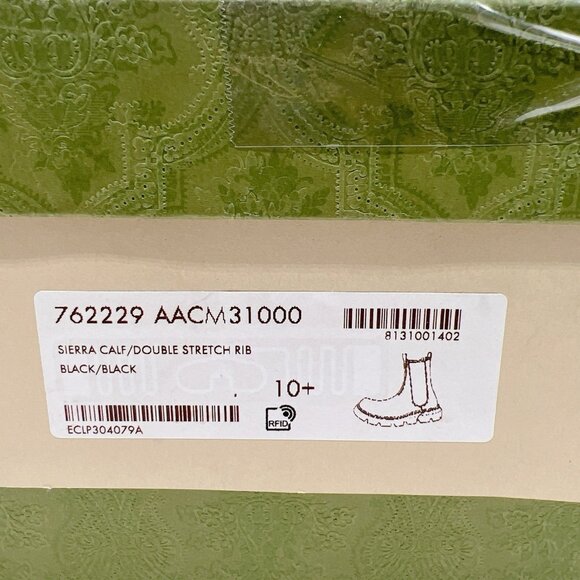 762229 AACM31000
8131001402
SIERRA CALF/DOUBLE STRETCH RIB
BLACK/BLACK
10+
ECLP304079A
RFID